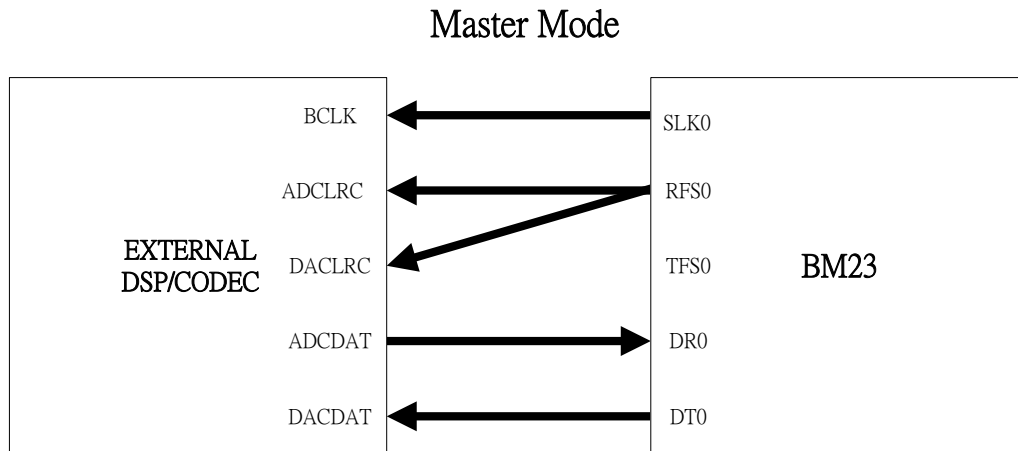 Master Mode
BCLK
SLK0
ADCLRC
RFS0
EXTERNAL
DSP/CODEC
DACLRC
TFS0
BM23
ADCDAT
DR0
DACDAT
DT0